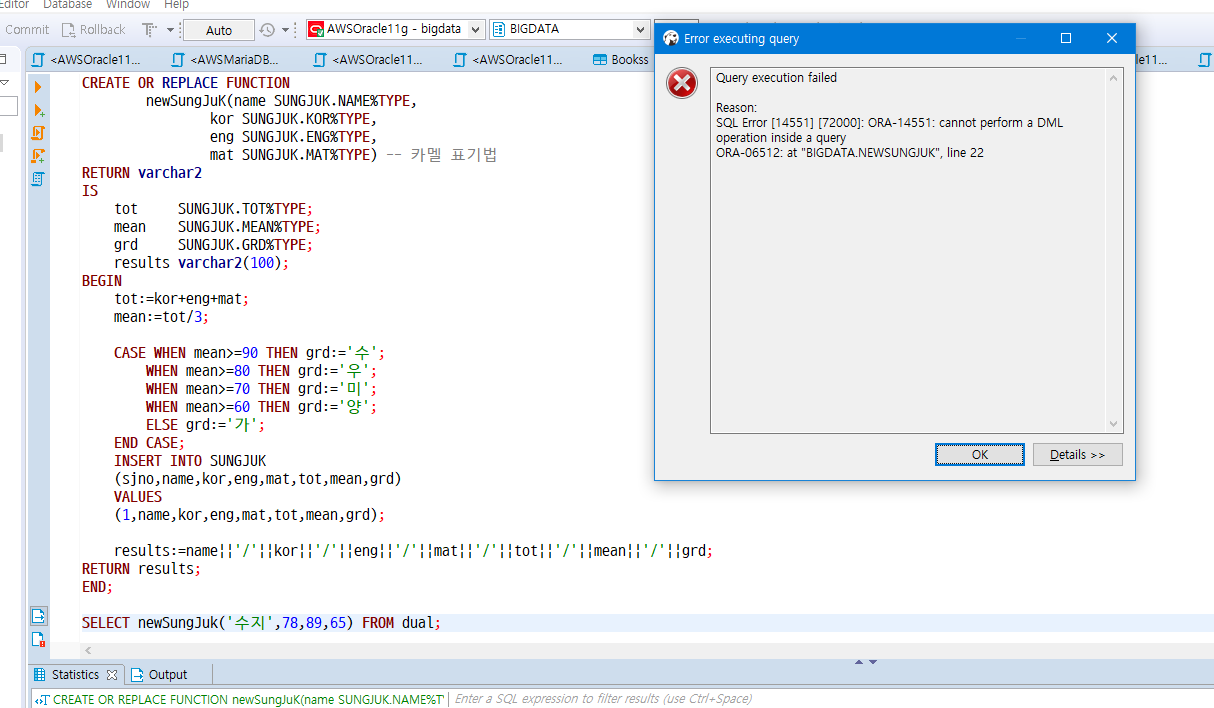 Editor Database Window Help
Commit Rollback Auto AWSOracle11g - bigdata BIGDATA
<AWSOracle11... <AWSMariaDB... <AWSOracle11... <AWSOracle11... Bookss le11...
CREATE OR REPLACE FUNCTION
newSungJuK(name SUNGJUK.NAME%TYPE,
kor SUNGJUK.KOR%TYPE,
eng SUNGJUK.ENG%TYPE,
mat SUNGJUK.MAT%TYPE) -- 카멜 표기법
RETURN varchar2
IS
tot SUNGJUK.TOT%TYPE;
mean SUNGJUK.MEAN%TYPE;
grd SUNGJUK.GRD%TYPE;
results varchar2(100);
BEGIN
tot:=kor+eng+mat;
mean:=tot/3;
CASE WHEN mean>=90 THEN grd:='수';
WHEN mean>=80 THEN grd:='우';
WHEN mean>=70 THEN grd:='미';
WHEN mean>=60 THEN grd:='양';
ELSE grd:='가';
END CASE;
INSERT INTO SUNGJUK
(sjno,name,kor,eng,mat,tot,mean,grd)
VALUES
(1,name,kor,eng,mat,tot,mean,grd);
results:=name||'/'||kor||'/'||eng||'/'||mat||'/'||tot||'/'||mean||'/'||grd;
RETURN results;
END;
SELECT newSungJuk('수지',78,89,65) FROM dual;
Error executing query
Query execution failed
Reason:
SQL Error [14551] [72000]: ORA-14551: cannot perform a DML
operation inside a query
ORA-06512: at "BIGDATA.NEWSUNGJUK", line 22
OK Details >>
Statistics Output
CREATE OR REPLACE FUNCTION newSungJuK(name SUNGJUK.NAME%T Enter a SQL expression to filter results (use Ctrl+Space)